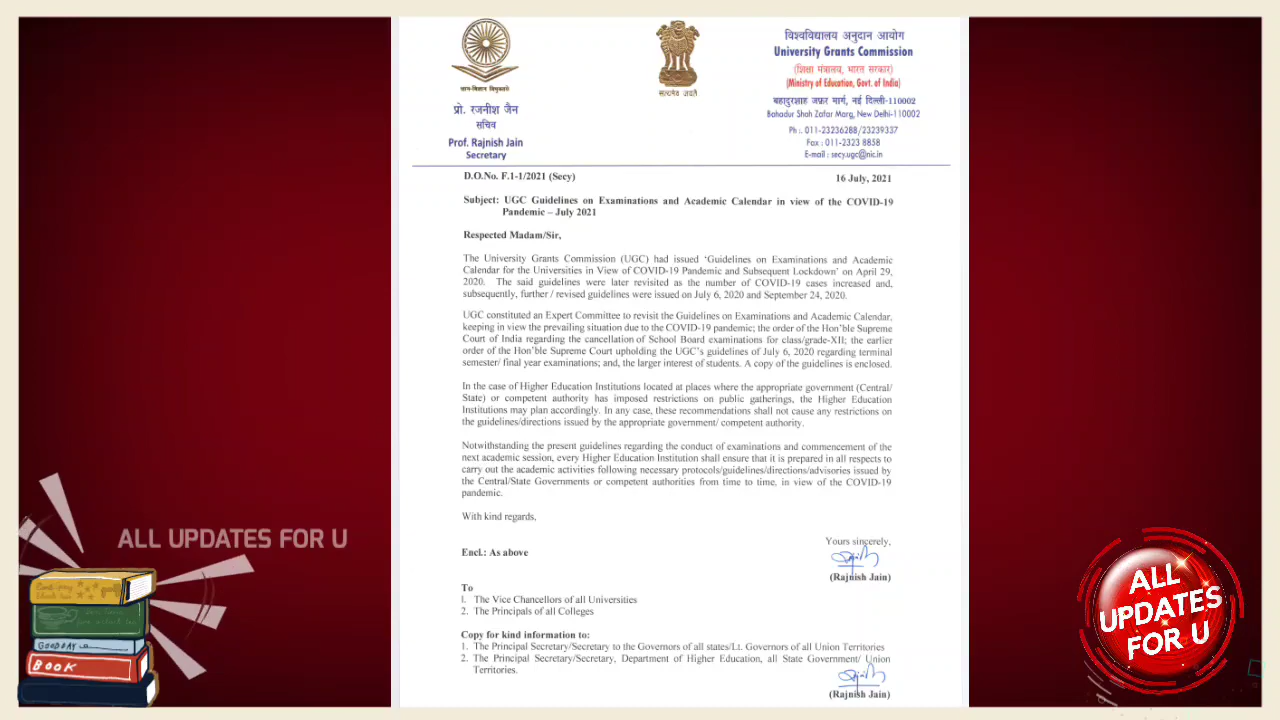 ज्ञान-विज्ञान विमुक्तये
प्रो. रजनीश जैन
सचिव
Prof. Rajnish Jain
Secretary
सत्यमेव जयते
विश्वविद्यालय अनुदान आयोग
University Grants Commission
(शिक्षा मंत्रालय, भारत सरकार)
(Ministry of Education, Govt. of India)
बहादुरशाह ज़फ़र मार्ग, नई दिल्ली-110002
Bahadur Shah Zafar Marg, New Delhi-110002
Ph :. 011-23236288/23239337
Fax : 011-2323 8858
E-mail : secy.ugc@nic.in
D.O.No. F.1-1/2021 (Secy)
16 July, 2021
Subject: UGC Guidelines on Examinations and Academic Calendar in view of the COVID-19
Pandemic – July 2021
Respected Madam/Sir,
The University Grants Commission (UGC) had issued ‘Guidelines on Examinations and Academic
Calendar for the Universities in View of COVID-19 Pandemic and Subsequent Lockdown’ on April 29,
2020. The said guidelines were later revisited as the number of COVID-19 cases increased and,
subsequently, further / revised guidelines were issued on July 6, 2020 and September 24, 2020.
UGC constituted an Expert Committee to revisit the Guidelines on Examinations and Academic Calendar,
keeping in view the prevailing situation due to the COVID-19 pandemic; the order of the Hon’ble Supreme
Court of India regarding the cancellation of School Board examinations for class/grade-XII; the earlier
order of the Hon’ble Supreme Court upholding the UGC’s guidelines of July 6, 2020 regarding terminal
semester/ final year examinations; and, the larger interest of students. A copy of the guidelines is enclosed.
In the case of Higher Education Institutions located at places where the appropriate government (Central/
State) or competent authority has imposed restrictions on public gatherings, the Higher Education
Institutions may plan accordingly. In any case, these recommendations shall not cause any restrictions on
the guidelines/directions issued by the appropriate government/ competent authority.
Notwithstanding the present guidelines regarding the conduct of examinations and commencement of the
next academic session, every Higher Education Institution shall ensure that it is prepared in all respects to
carry out the academic activities following necessary protocols/guidelines/directions/advisories issued by
the Central/State Governments or competent authorities from time to time, in view of the COVID-19
pandemic.
With kind regards,
Yours sincerely,
Encl.: As above
(Rajnish Jain)
To
1. The Vice Chancellors of all Universities
2. The Principals of all Colleges
Copy for kind information to:
1. The Principal Secretary/Secretary to the Governors of all states/Lt. Governors of all Union Territories
2. The Principal Secretary/Secretary, Department of Higher Education, all State Government/ Union
Territories.
(Rajnish Jain)
ALL UPDATES FOR U
GOODDAY
BOOK
ALL
UPDATES
FOR U